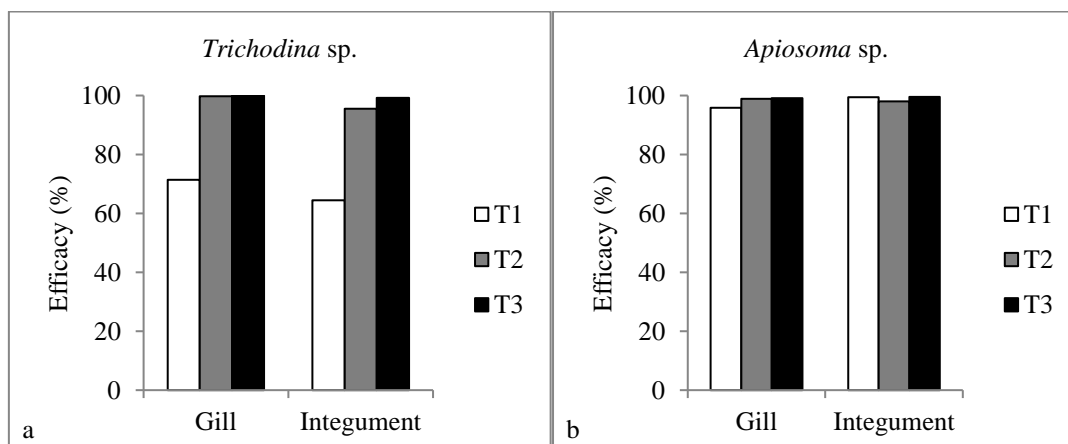 Trichodina sp.
100
80
60
40
20
0
Efficacy (%)
Gill Integument
T1
T2
T3
a
Apiosoma sp.
100
80
60
40
20
0
Efficacy (%)
Gill Integument
T1
T2
T3
b